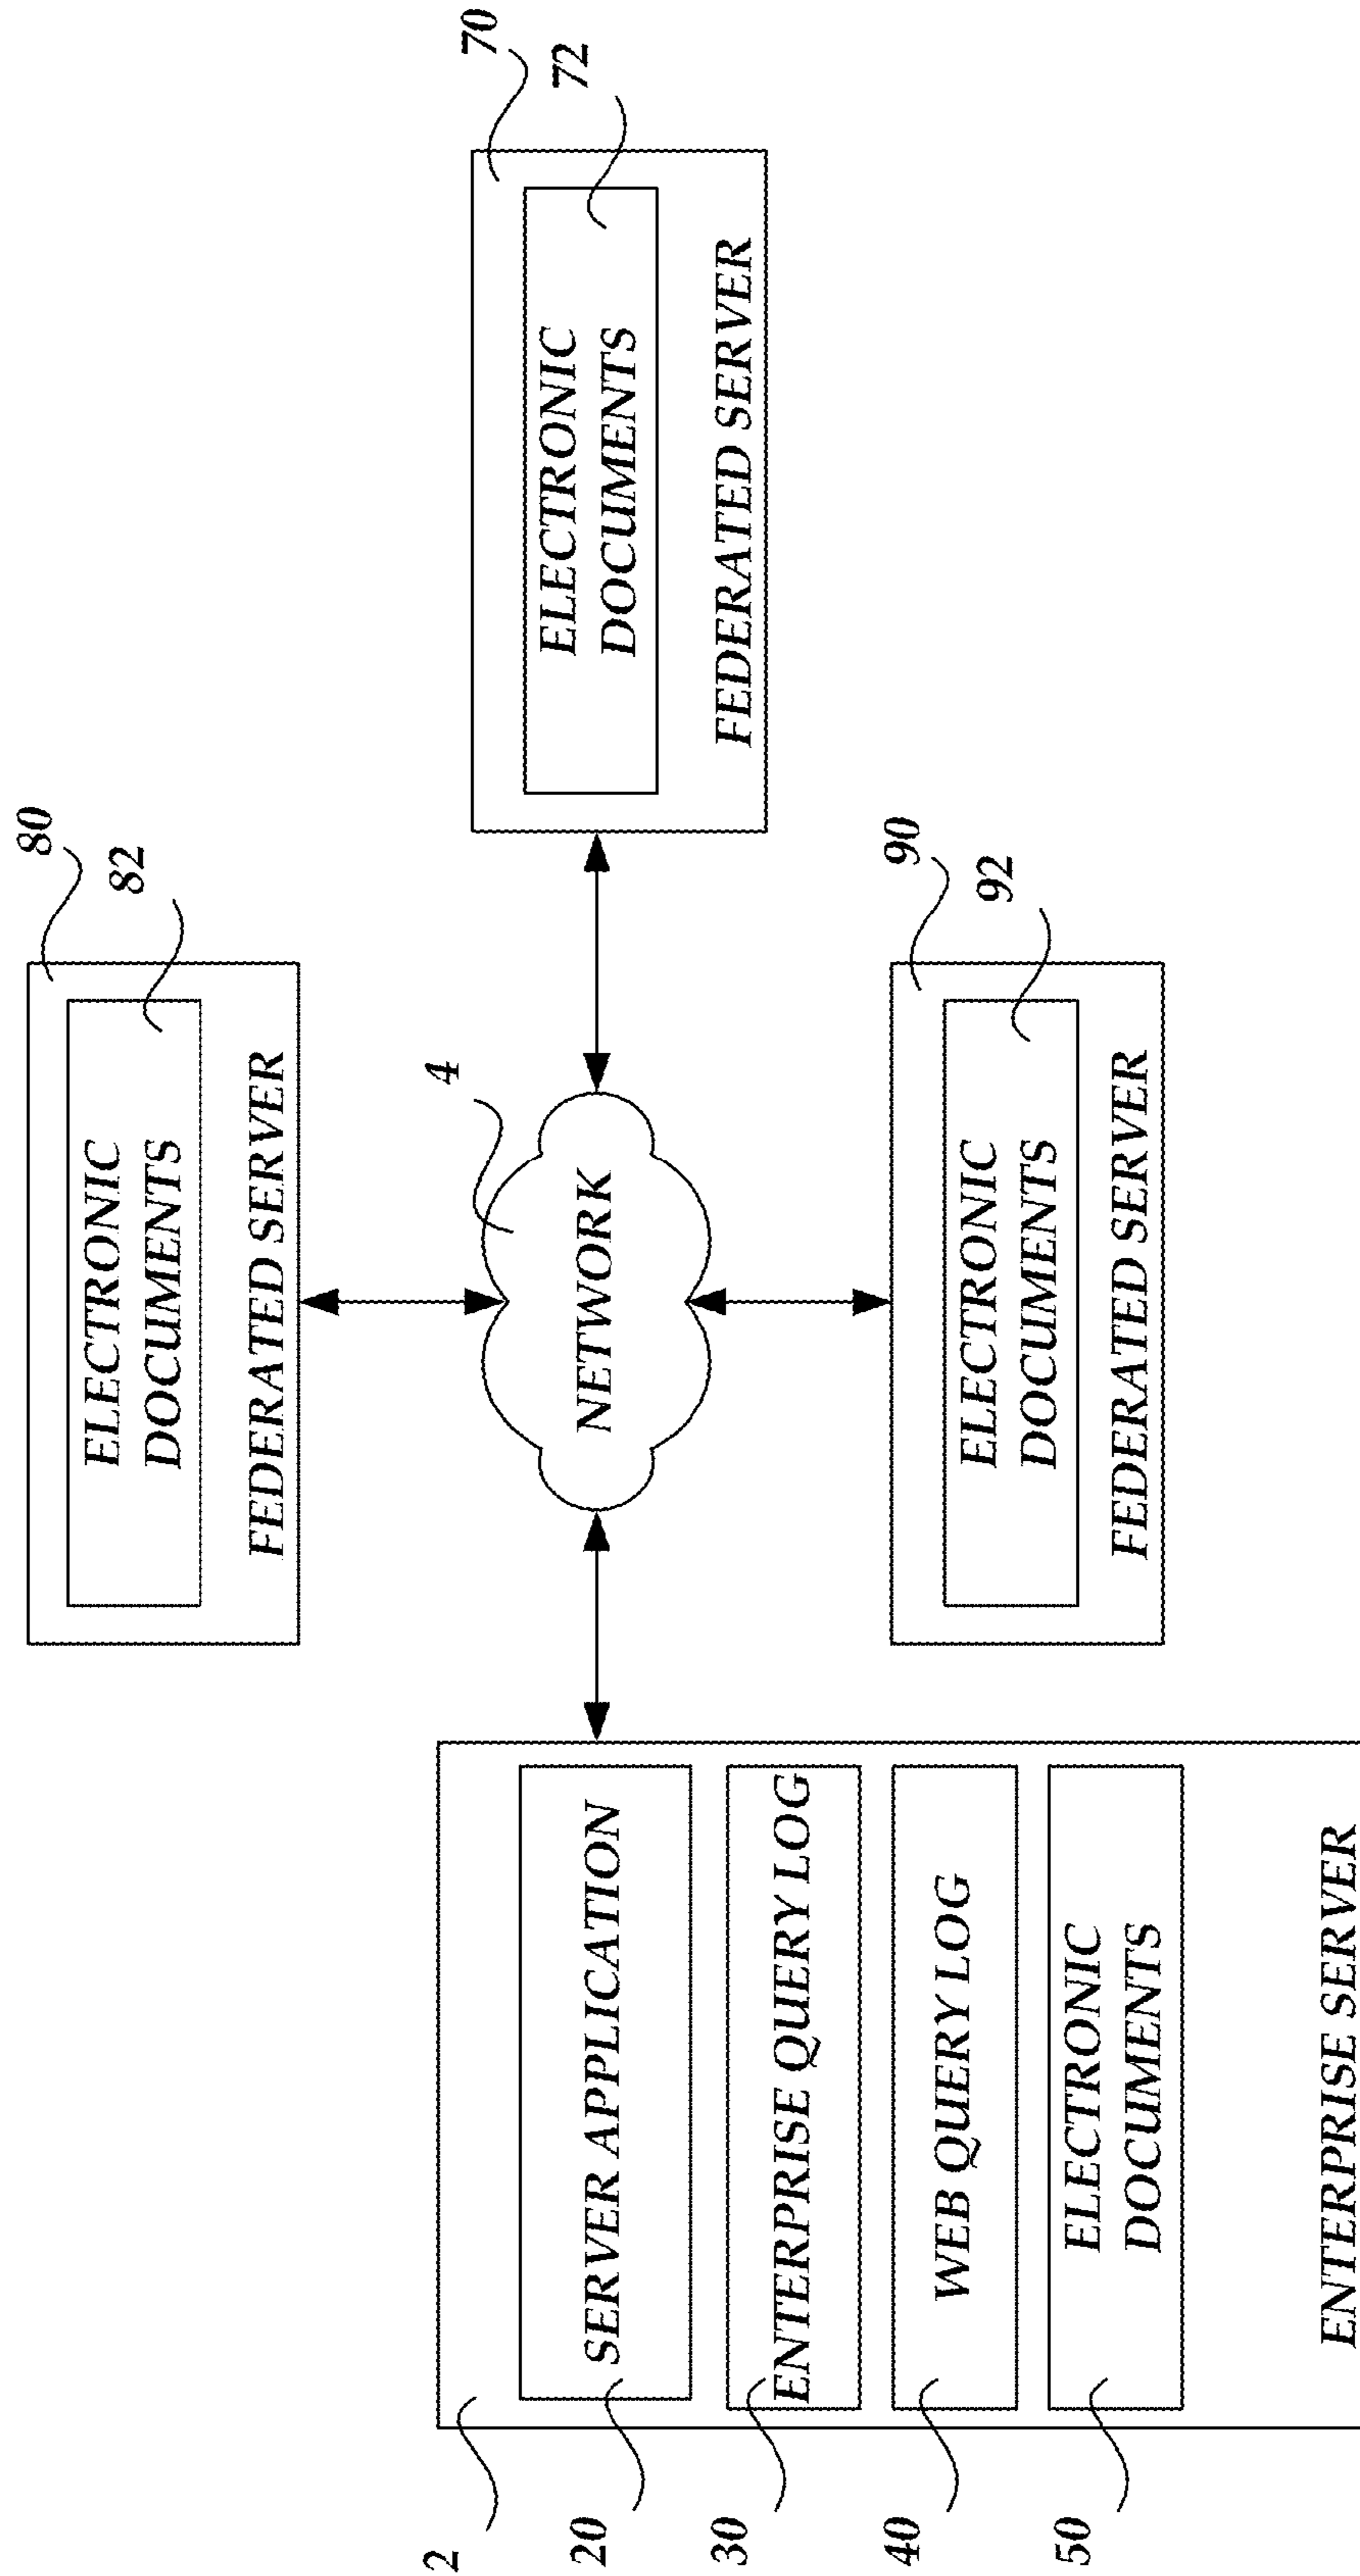 80
82
ELECTRONIC
DOCUMENTS
FEDERATED SERVER
2
20
SERVER APPLICATION
30
ENTERPRISE QUERY LOG
40
WEB QUERY LOG
50
ELECTRONIC
DOCUMENTS
ENTERPRISE SERVER
4
NETWORK
70
72
ELECTRONIC
DOCUMENTS
FEDERATED SERVER
90
92
ELECTRONIC
DOCUMENTS
FEDERATED SERVER